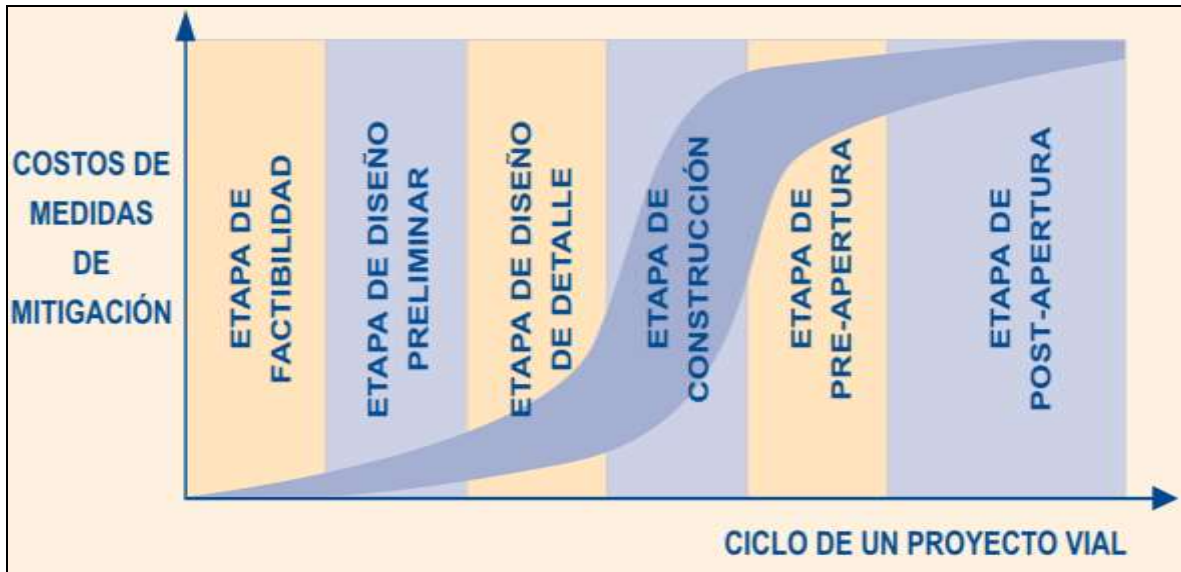 COSTOS DE
MEDIDAS
DE
MITIGACIÓN
ETAPA DE
FACTIBILIDAD
ETAPA DE DISEÑO
PRELIMINAR
ETAPA DE DISEÑO
DE DETALLE
ETAPA DE
CONSTRUCCIÓN
ETAPA DE
PRE-APERTURA
ETAPA DE
POST-APERTURA
CICLO DE UN PROYECTO VIAL